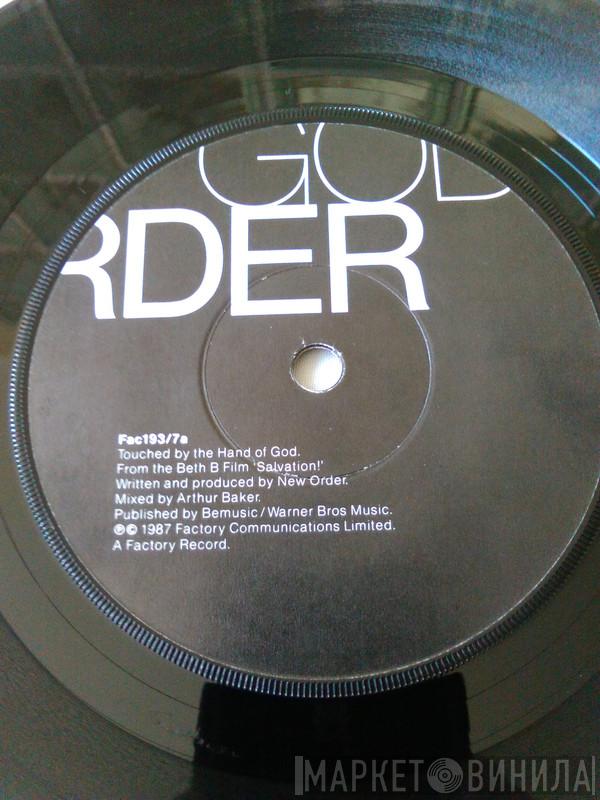 GOD
RDER
Fac193/7a
Touched by the Hand of God.
From the Beth B Film 'Salvation!'
Written and produced by New Order.
Mixed by Arthur Baker.
Published by Bemusic/Warner Bros Music.
℗© 1987 Factory Communications Limited.
A Factory Record.
МАРКЕТ ВИНИЛА